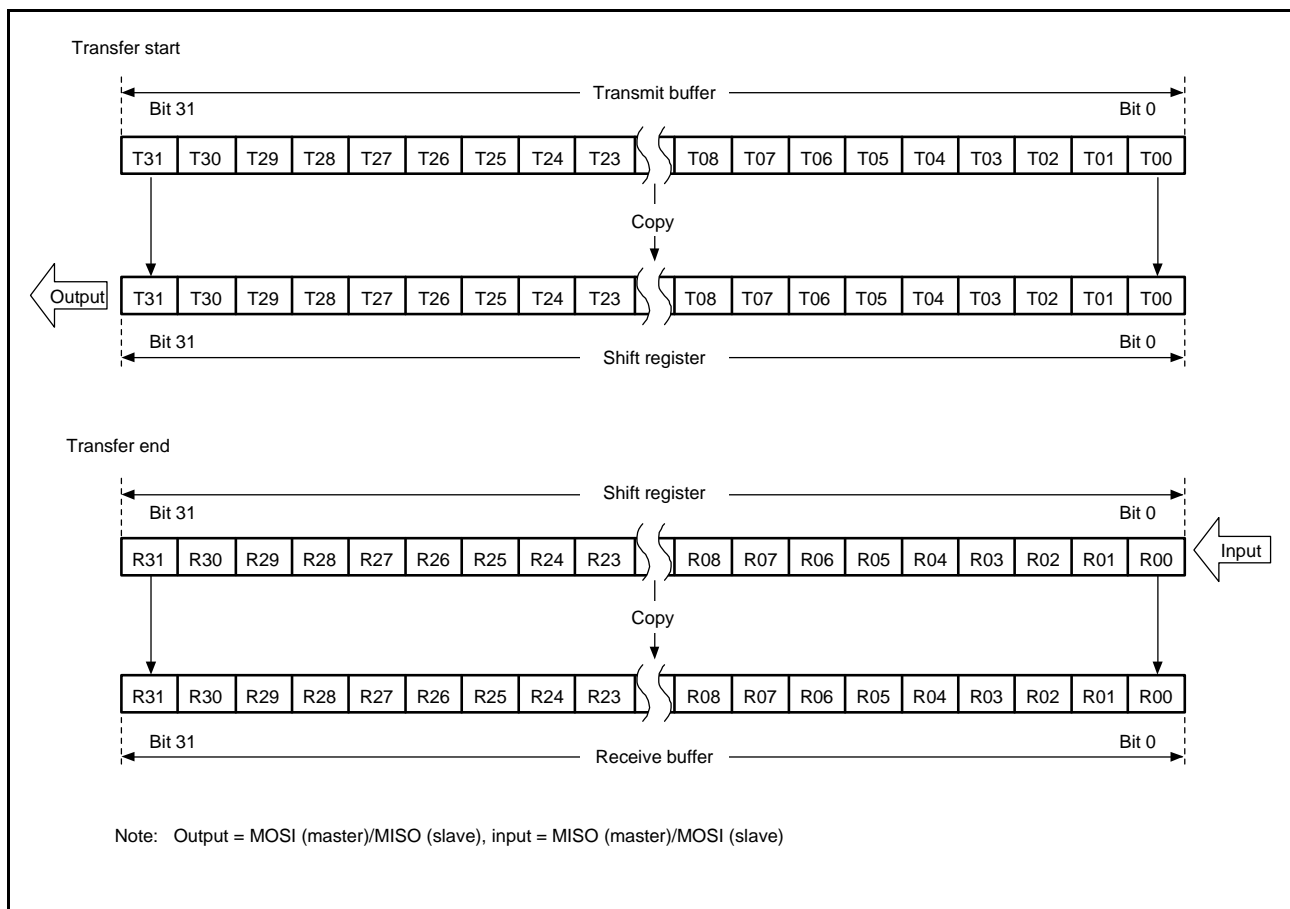 Transfer start
Transmit buffer
Bit 31 Bit 0
T31 T30 T29 T28 T27 T26 T25 T24 T23 T08 T07 T06 T05 T04 T03 T02 T01 T00
Copy
Output T31 T30 T29 T28 T27 T26 T25 T24 T23 T08 T07 T06 T05 T04 T03 T02 T01 T00
Bit 31 Bit 0
Shift register
Transfer end
Shift register
Bit 31 Bit 0
R31 R30 R29 R28 R27 R26 R25 R24 R23 R08 R07 R06 R05 R04 R03 R02 R01 R00 Input
Copy
R31 R30 R29 R28 R27 R26 R25 R24 R23 R08 R07 R06 R05 R04 R03 R02 R01 R00
Bit 31 Bit 0
Receive buffer
Note: Output = MOSI (master)/MISO (slave), input = MISO (master)/MOSI (slave)